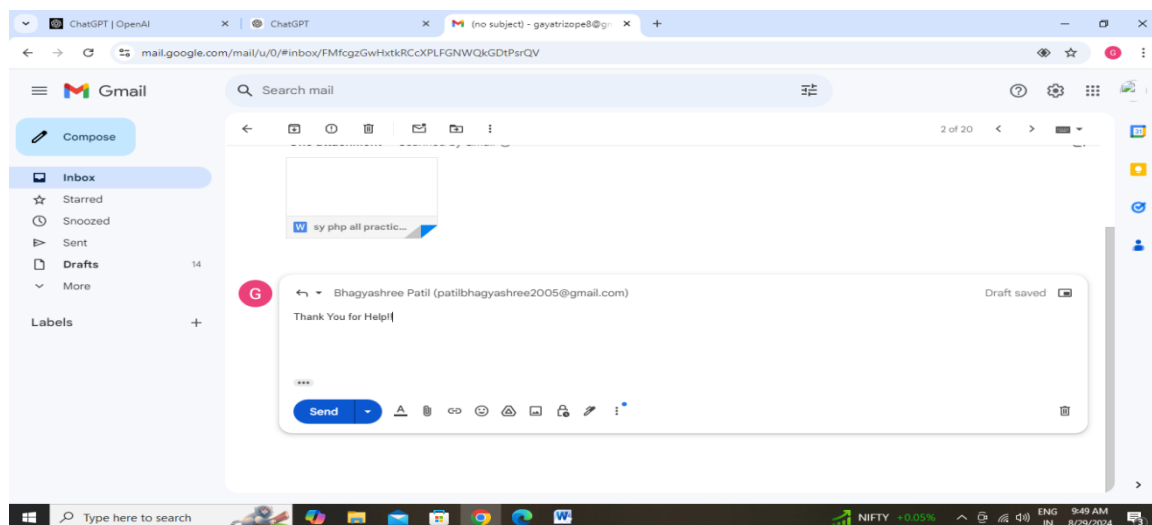 ChatGPT | OpenAI
ChatGPT
(no subject) - gayatrizope8@gm
mail.google.com/mail/u/0/#inbox/FMfcgzGwHxtkRCcXPLFGNWQkGDtPsrQV
G
Gmail
Search mail
Compose
2 of 20
Inbox
Starred
Snoozed
Sent
Drafts 14
More
Labels
W sy php all practic...
G
Bhagyashree Patil (patilbhagyashree2005@gmail.com)
Draft saved
Thank You for Help!!
Send
Type here to search
NIFTY +0.05%
ENG 9:49 AM
IN 8/29/2024